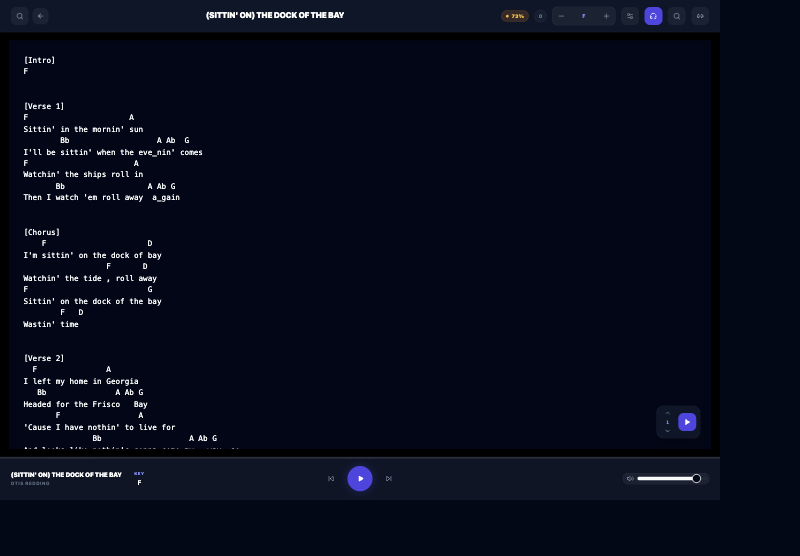 (SITTIN' ON) THE DOCK OF THE BAY
73%
0
F
[Intro]
F
[Verse 1]
F                      A
Sittin' in the mornin' sun
        Bb                   A Ab  G
I'll be sittin' when the eve_nin' comes
F                       A
Watchin' the ships roll in
       Bb                  A Ab G
Then I watch 'em roll away  a_gain
[Chorus]
    F                      D
I'm sittin' on the dock of bay
                  F       D
Watchin' the tide , roll away
F                          G
Sittin' on the dock of the bay
        F   D
Wastin' time
[Verse 2]
  F               A
I left my home in Georgia
   Bb               A Ab G
Headed for the Frisco   Bay
       F                 A
'Cause I have nothin' to live for
               Bb                   A Ab G
1
(SITTIN' ON) THE DOCK OF THE BAY
OTIS REDDING
KEY
F